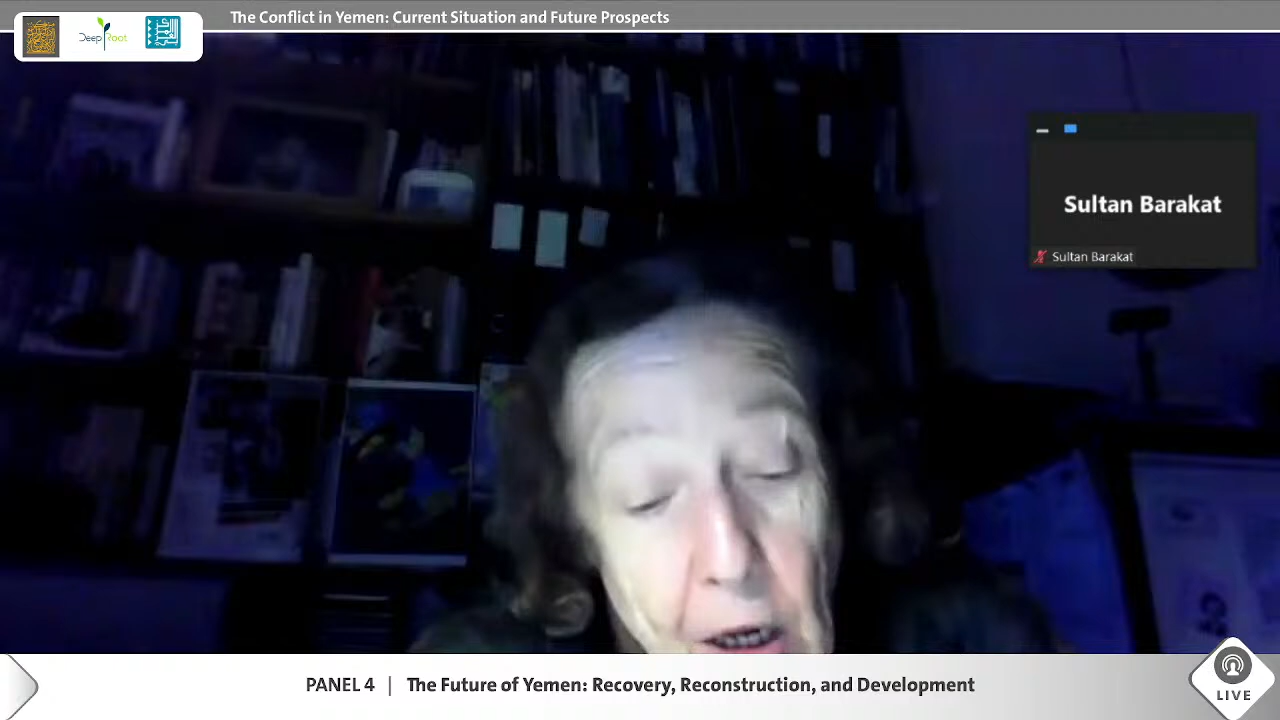 The Conflict in Yemen: Current Situation and Future Prospects
Deep Root
Sultan Barakat
Sultan Barakat
PANEL 4 | The Future of Yemen: Recovery, Reconstruction, and Development
LIVE